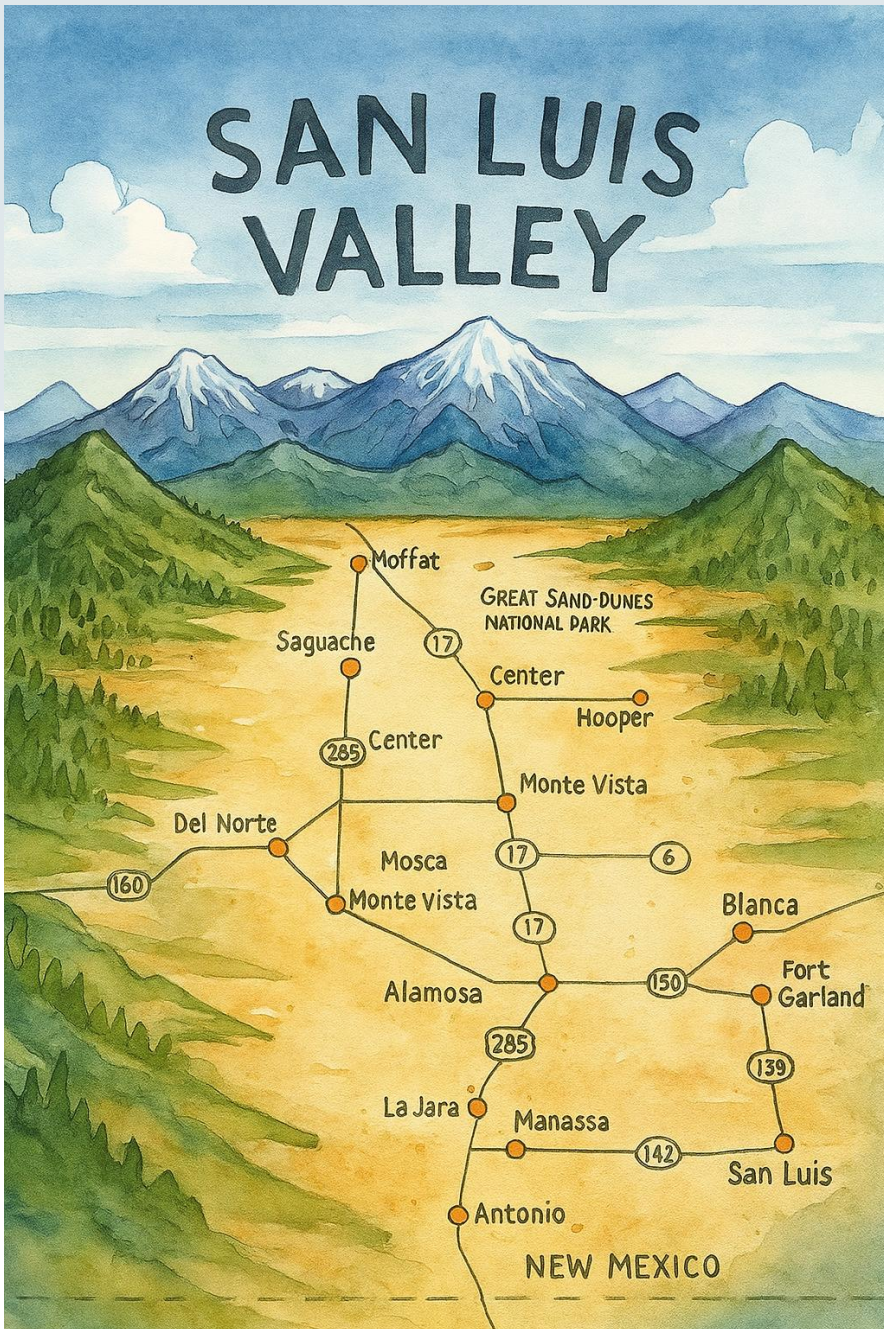 SAN LUIS
VALLEY
Moffat
GREAT SAND-DUNES
NATIONAL PARK
Saguache
17
Center
Hooper
285
Center
Monte Vista
Del Norte
17
6
Mosca
160
Monte Vista
Blanca
17
Alamosa
150
Fort
Garland
285
139
La Jara
Manassa
142
San Luis
Antonio
NEW MEXICO